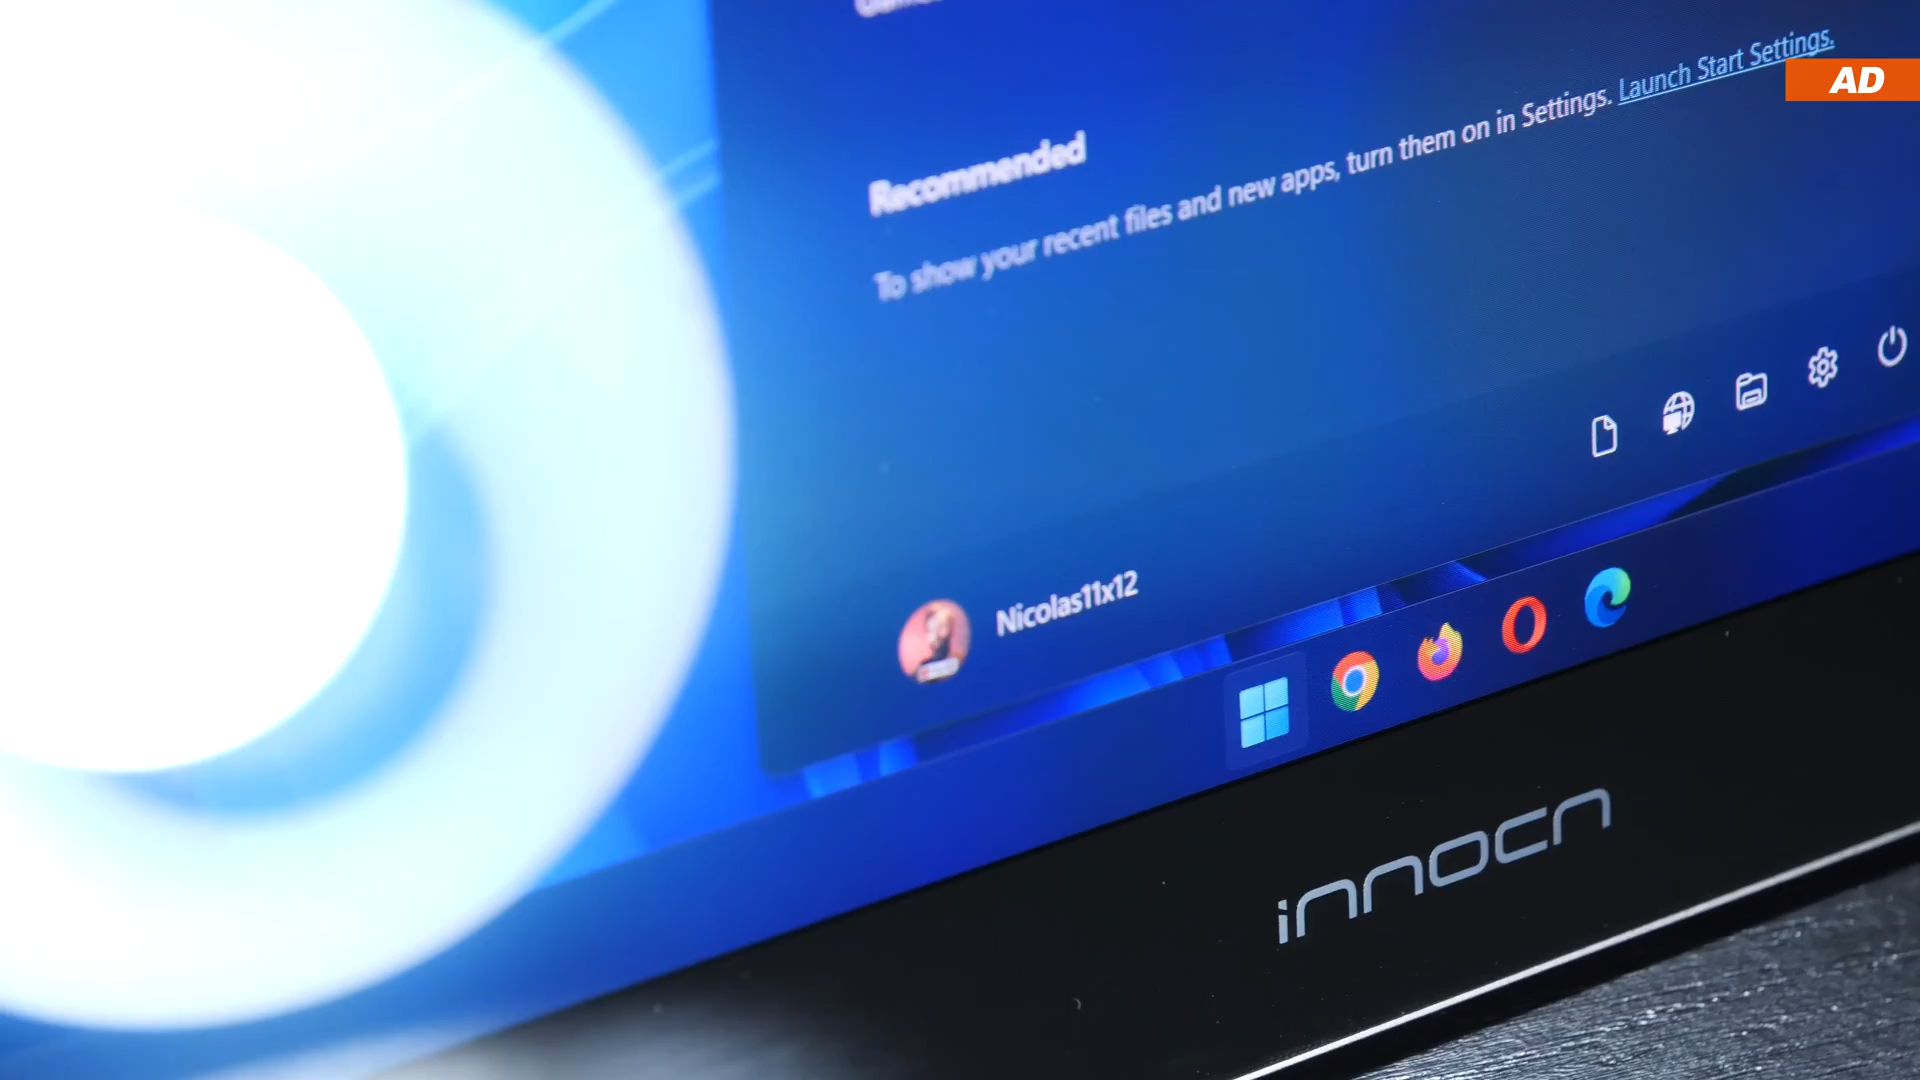 AD
Recommended
To show your recent files and new apps, turn them on in Settings. Launch Start Settings.
Nicolas11x12
innocn